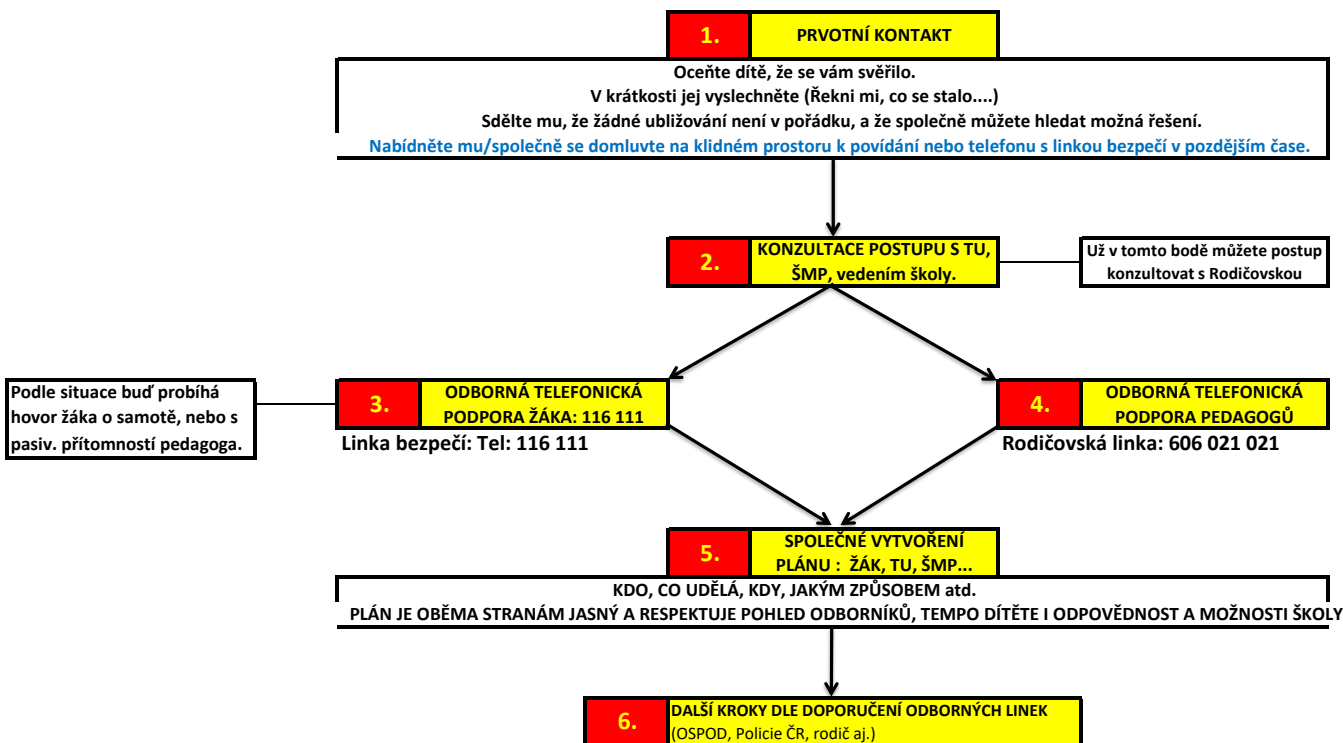 1. PRVOTNÍ KONTAKT
Oceňte dítě, že se vám svěřilo.
V krátkosti jej vyslechněte (Řekni mi, co se stalo....)
Sdělte mu, že žádné ubližování není v pořádku, a že společně můžete hledat možná řešení.
Nabídněte mu/společně se domluvte na klidném prostoru k povídání nebo telefonu s linkou bezpečí v pozdějším čase.
2. KONZULTACE POSTUPU S TU,
ŠMP, vedením školy.
Už v tomto bodě můžete postup
konzultovat s Rodičovskou
Podle situace buď probíhá
hovor žáka o samotě, nebo s
pasiv. přítomností pedagoga.
3. ODBORNÁ TELEFONICKÁ
PODPORA ŽÁKA: 116 111
Linka bezpečí: Tel: 116 111
4. ODBORNÁ TELEFONICKÁ
PODPORA PEDAGOGŮ
Rodičovská linka: 606 021 021
5. SPOLEČNÉ VYTVOŘENÍ
PLÁNU : ŽÁK, TU, ŠMP...
KDO, CO UDĚLÁ, KDY, JAKÝM ZPŮSOBEM atd.
PLÁN JE OBĚMA STRANÁM JASNÝ A RESPEKTUJE POHLED ODBORNÍKŮ, TEMPO DÍTĚTE I ODPOVĚDNOST A MOŽNOSTI ŠKOLY
6. DALŠÍ KROKY DLE DOPORUČENÍ ODBORNÝCH LINEK
(OSPOD, Policie ČR, rodič aj.)